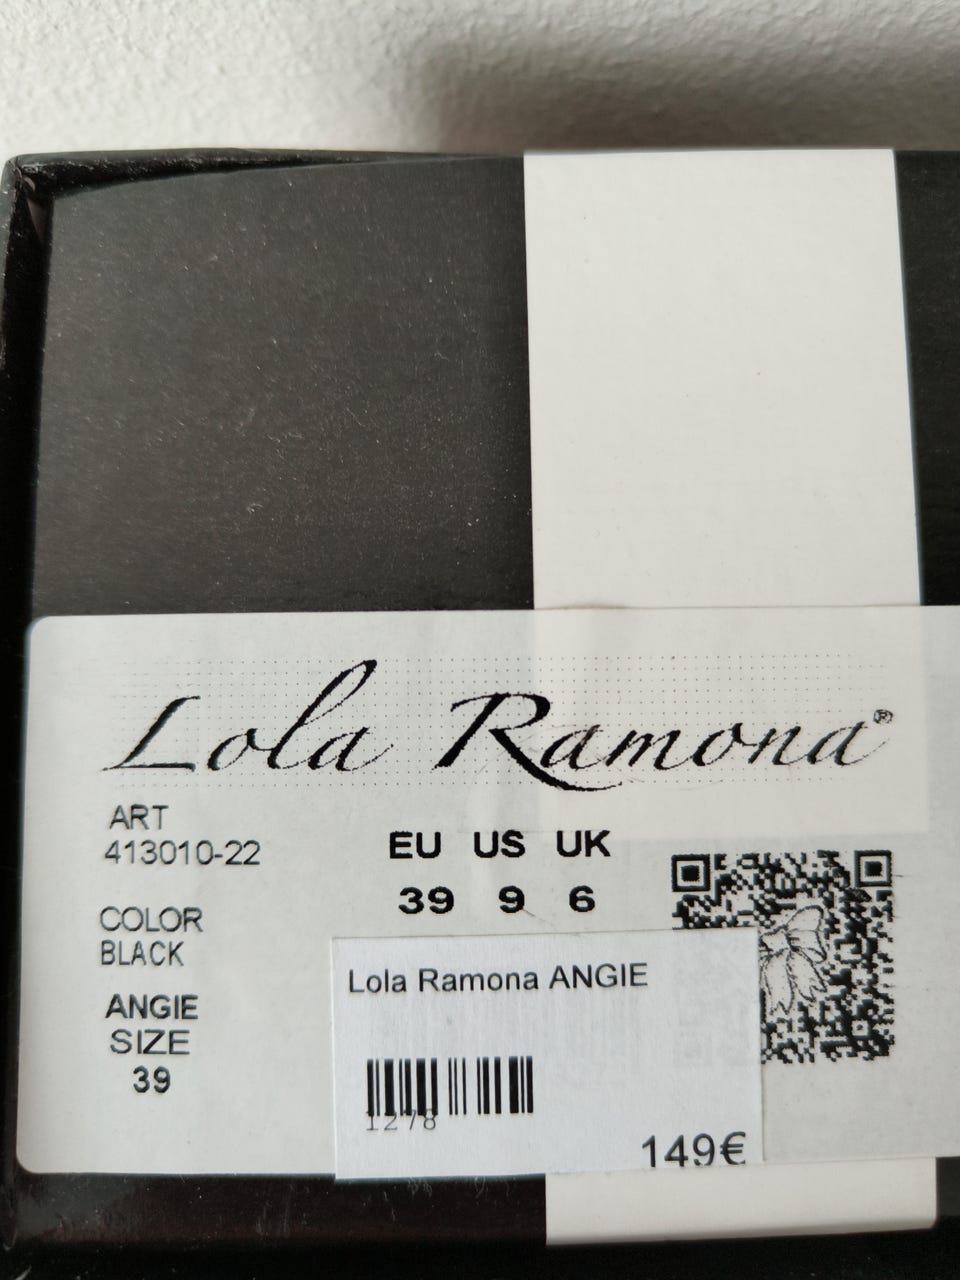 Lola Ramona®
ART
413010-22
EU US UK
39 9 6
COLOR
BLACK
ANGIE
SIZE
39
Lola Ramona ANGIE
1278
149€